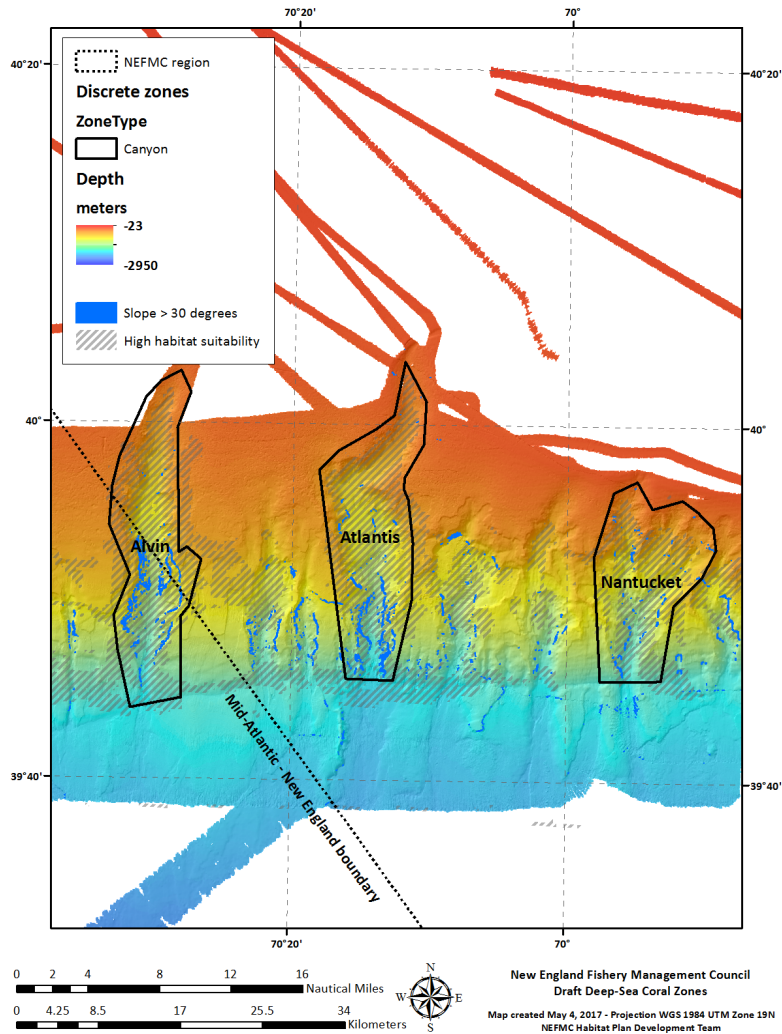 70°20'
70°
40°20'
40°20'
NEFMC region
Discrete zones
ZoneType
Canyon
Depth
meters
-23
-2950
Slope > 30 degrees
High habitat suitability
40°
40°
Alvin
Atlantis
Nantucket
Mid-Atlantic - New England boundary
39°40'
39°40'
70°20'
70°
0 2 4 8 12 16
Nautical Miles
0 4.25 8.5 17 25.5 34
Kilometers
N
W E
S
New England Fishery Management Council
Draft Deep-Sea Coral Zones
Map created May 4, 2017 - Projection WGS 1984 UTM Zone 19N
NEFMC Habitat Plan Development Team